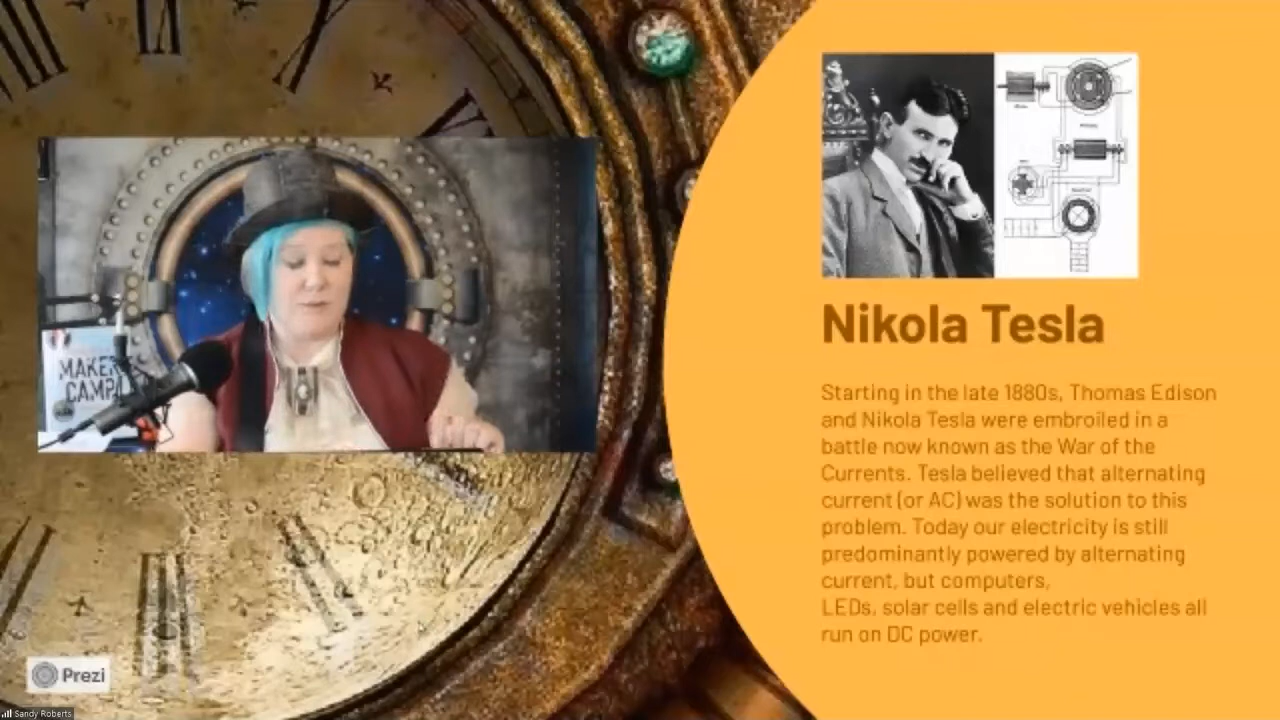 MAKER
CAMP
Nikola Tesla
Starting in the late 1880s, Thomas Edison
and Nikola Tesla were embroiled in a
battle now known as the War of the
Currents. Tesla believed that alternating
current (or AC) was the solution to this
problem. Today our electricity is still
predominantly powered by alternating
current, but computers,
LEDs, solar cells and electric vehicles all
run on DC power.
Prezi
Sandy Roberts